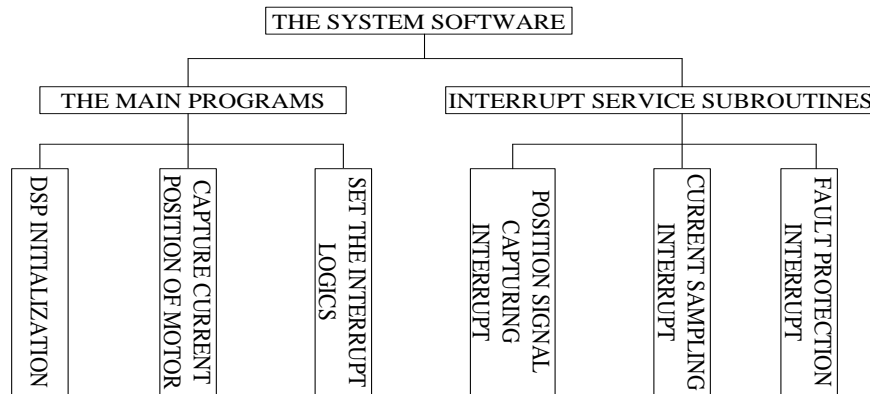 THE SYSTEM SOFTWARE
THE MAIN PROGRAMS
INTERRUPT SERVICE SUBROUTINES
DSP INITIALIZATION
CAPTURE CURRENT
POSITION OF MOTOR
SET THE INTERRUPT
LOGICS
POSITION SIGNAL
CAPTURING
INTERRUPT
CURRENT SAMPLING
INTERRUPT
FAULT PROTECTION
INTERRUPT